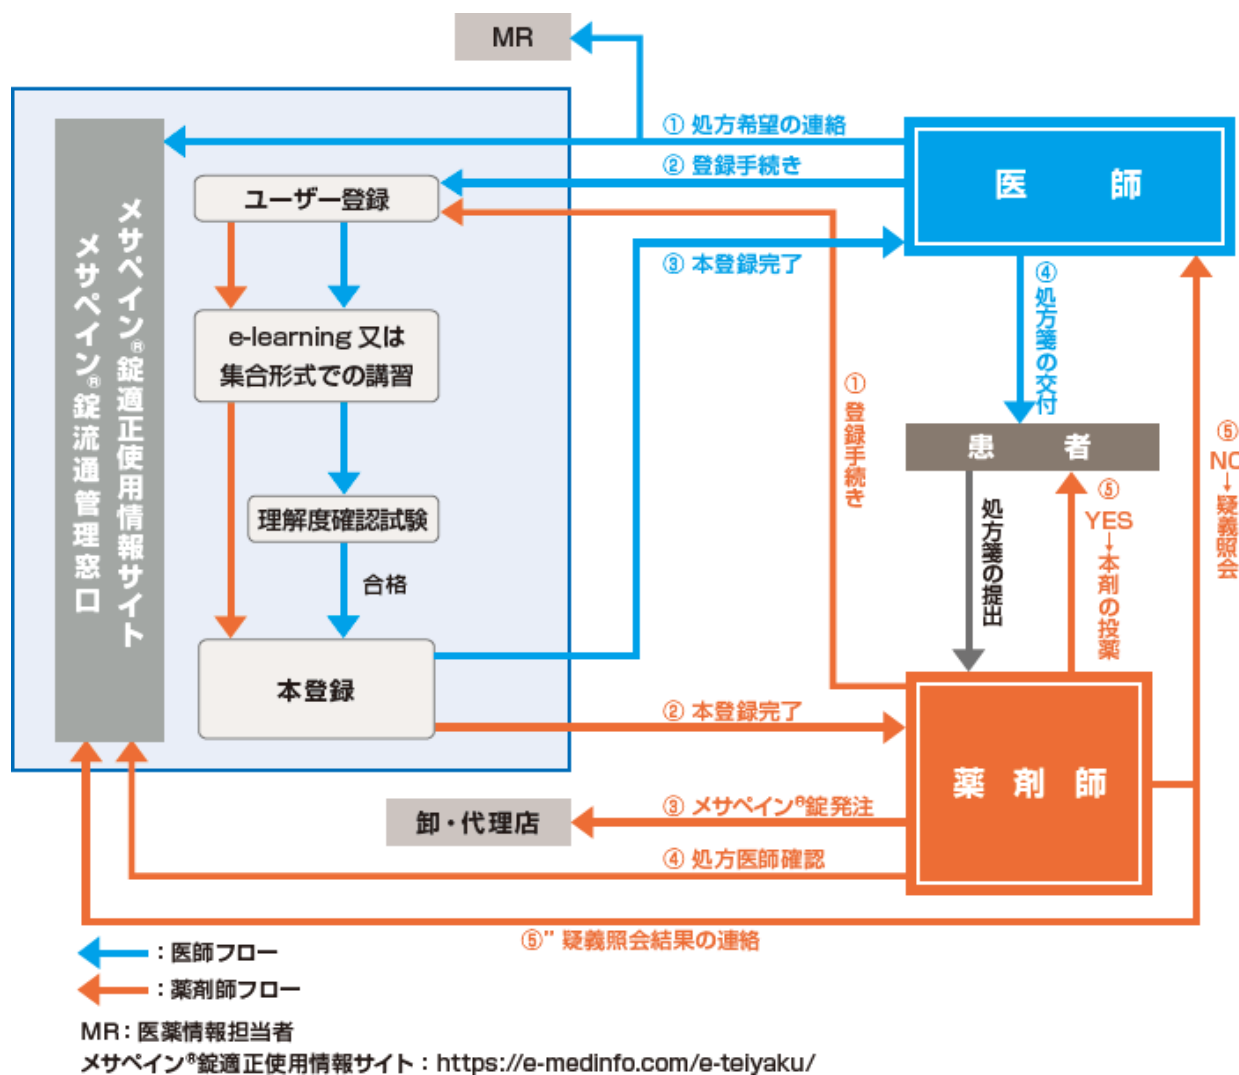 MR
① 処方希望の連絡
② 登録手続き
医 師
メサペイン®錠適正使用情報サイト
メサペイン®錠流通管理窓口
ユーザー登録
③ 本登録完了
④ 処方箋の交付
e-learning 又は
集合形式での講習
① 登録手続き
患 者
⑤
NO→疑義照会
⑤
YES→本剤の投薬
処方箋の提出
理解度確認試験
合格
本登録
② 本登録完了
薬 剤 師
卸・代理店
③ メサペイン®錠発注
④ 処方医師確認
⑤” 疑義照会結果の連絡
：医師フロー
：薬剤師フロー
MR：医薬情報担当者
メサペイン®錠適正使用情報サイト：https://e-medinfo.com/e-teiyaku/